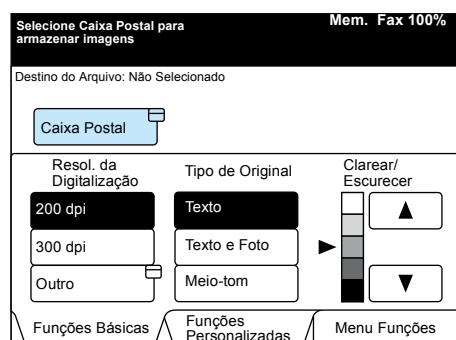 Selecione Caixa Postal para
armazenar imagens
Mem. Fax 100%
Destino do Arquivo: Não Selecionado
Caixa Postal
Resol. da
Digitalização
200 dpi
300 dpi
Outro
Tipo de Original
Texto
Texto e Foto
Meio-tom
Clarear/
Escurecer
Funções Básicas
Funções
Personalizadas
Menu Funções